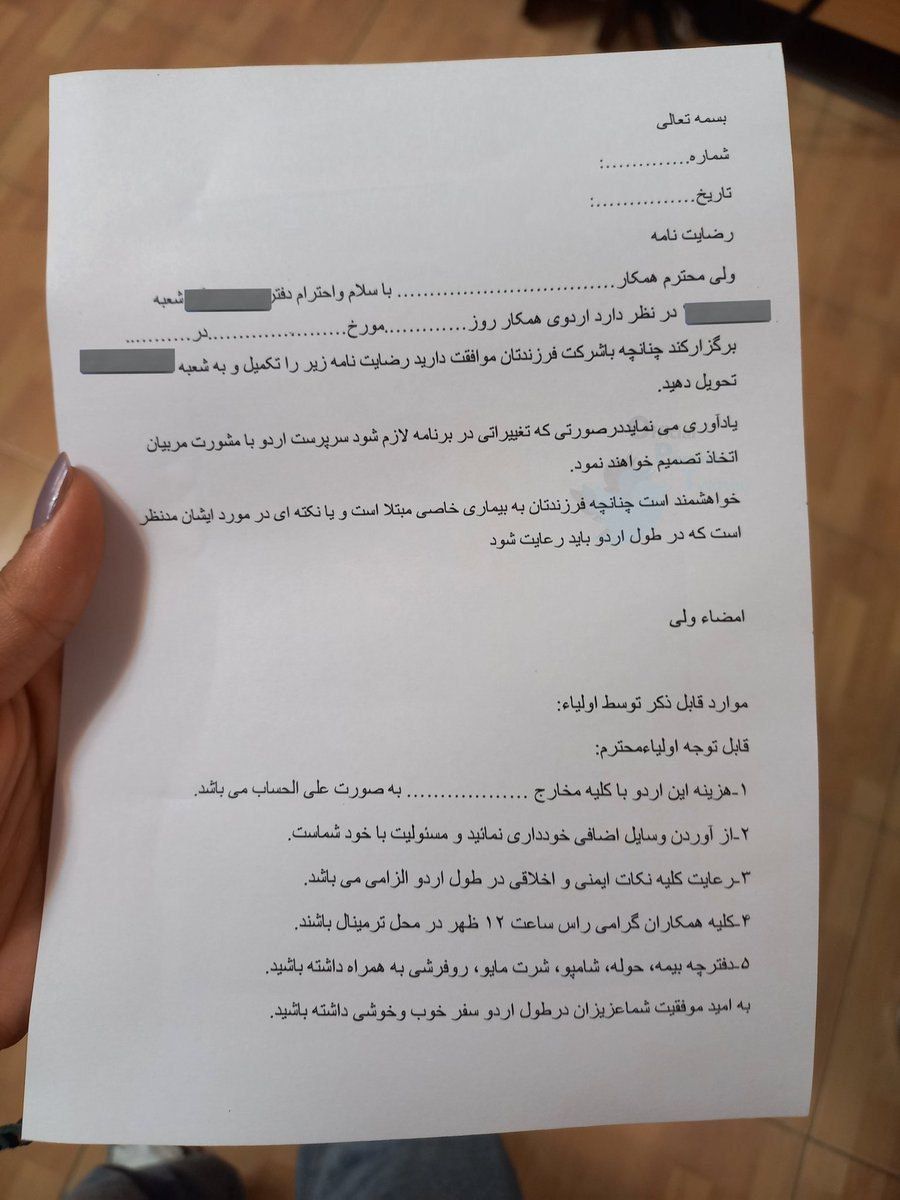 بسمه تعالی
شماره.............:
تاریخ...............:
رضایت نامه
ولی محترم همکار................................. با سلام واحترام دفتر شعبه
در نظر دارد اردوی همکار روز.............مورخ.....................در..........
برگزارکند چنانچه باشرکت فرزندتان موافقت دارید رضایت نامه زیر را تکمیل و به شعبه
تحویل دهید.
یادآوری می نمایددرصورتی که تغییراتی در برنامه لازم شود سرپرست اردو با مشورت مربیان
اتخاذ تصمیم خواهند نمود.
خواهشمند است چنانچه فرزندتان به بیماری خاصی مبتلا است و یا نکته ای در مورد ایشان مدنظر
است که در طول اردو باید رعایت شود
امضاء ولی
موارد قابل ذکر توسط اولیاء:
قابل توجه اولیاءمحترم:
۱-هزینه این اردو با کلیه مخارج .................. به صورت علی الحساب می باشد.
۲-از آوردن وسایل اضافی خودداری نمائید و مسئولیت با خود شماست.
۳-رعایت کلیه نکات ایمنی و اخلاقی در طول اردو الزامی می باشد.
۴-کلیه همکاران گرامی راس ساعت ۱۲ ظهر در محل ترمینال باشند.
۵-دفترچه بیمه، حوله، شامپو، شرت مایو، روفرشی به همراه داشته باشید.
به امید موفقیت شماعزیزان درطول اردو سفر خوب وخوشی داشته باشید.